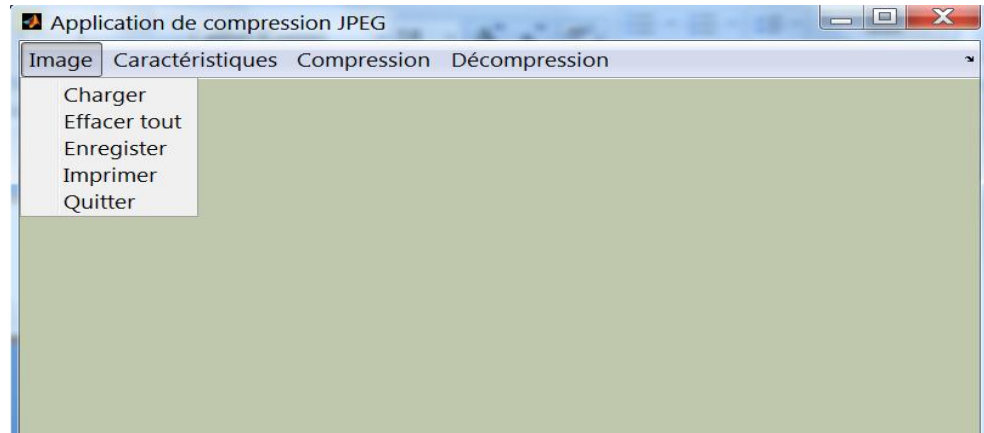 Application de compression JPEG
Image Caractéristiques Compression Décompression
Charger
Effacer tout
Enregister
Imprimer
Quitter